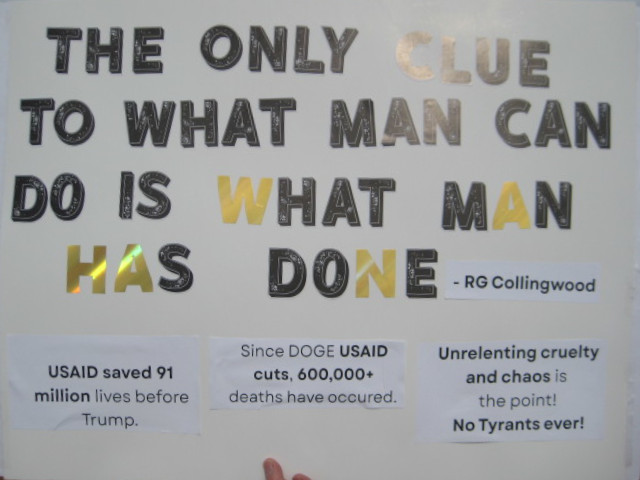 THE ONLY CLUE
TO WHAT MAN CAN
DO IS WHAT MAN
HAS DONE - RG Collingwood
USAID saved 91
million lives before
Trump.
Since DOGE USAID
cuts, 600,000+
deaths have occured.
Unrelenting cruelty
and chaos is
the point!
No Tyrants ever!